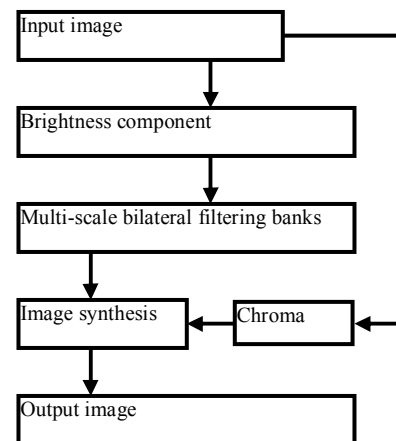 Input image
Brightness component
Multi-scale bilateral filtering banks
Image synthesis
Chroma
Output image